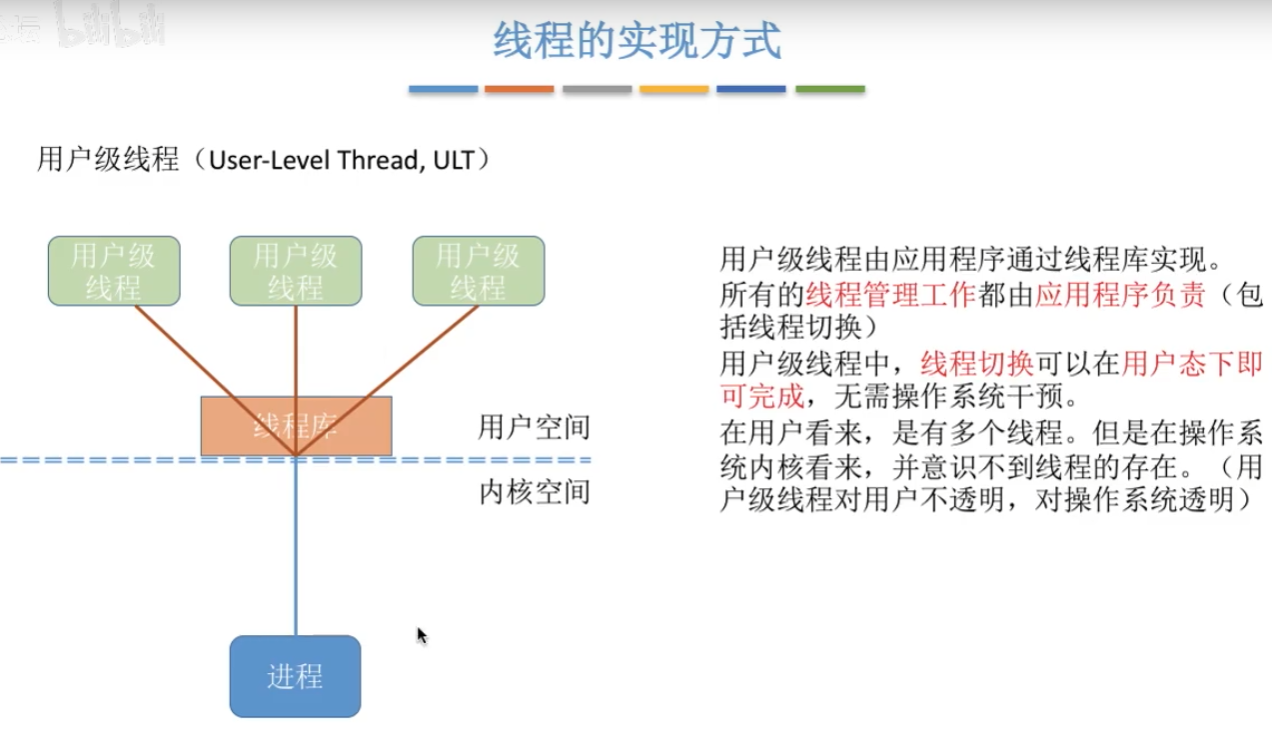 坛 bilibili
线程的实现方式
用户级线程（User-Level Thread, ULT）
用户级
线程
用户级
线程
用户级
线程
线程库
用户空间
内核空间
进程
用户级线程由应用程序通过线程库实现。
所有的线程管理工作都由应用程序负责（包
括线程切换）
用户级线程中，线程切换可以在用户态下即
可完成，无需操作系统干预。
在用户看来，是有多个线程。但是在操作系
统内核看来，并意识不到线程的存在。（用
户级线程对用户不透明，对操作系统透明）